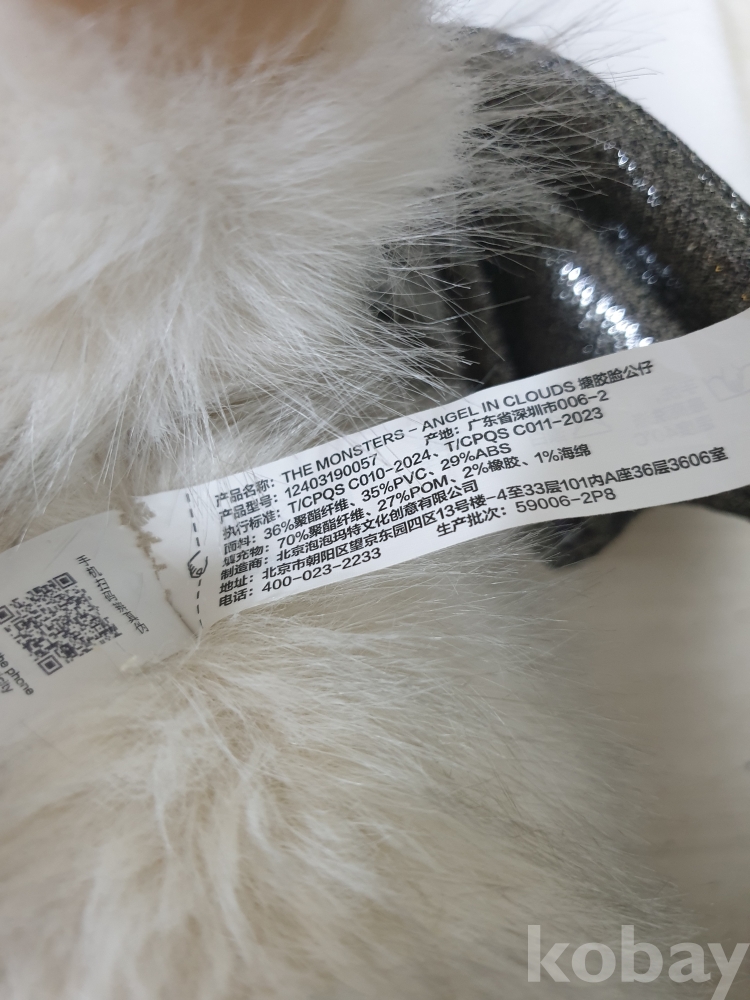 产品名称：THE MONSTERS - ANGEL IN CLOUDS 搪胶脸公仔
产品型号：12403190057 产地：广东省深圳市006-2
执行标准：T/CPQS C010-2024、T/CPQS C011-2023
面料：36%聚酯纤维、35%PVC、29%ABS
填充物：70%聚酯纤维、27%POM、2%橡胶、1%海绵
制造商：北京泡泡玛特文化创意有限公司
地址：北京市朝阳区望京东园四区13号楼-4至33层101内A座36层3606室
电话：400-023-2233 生产批次：59006-2P8
the phone
kobay